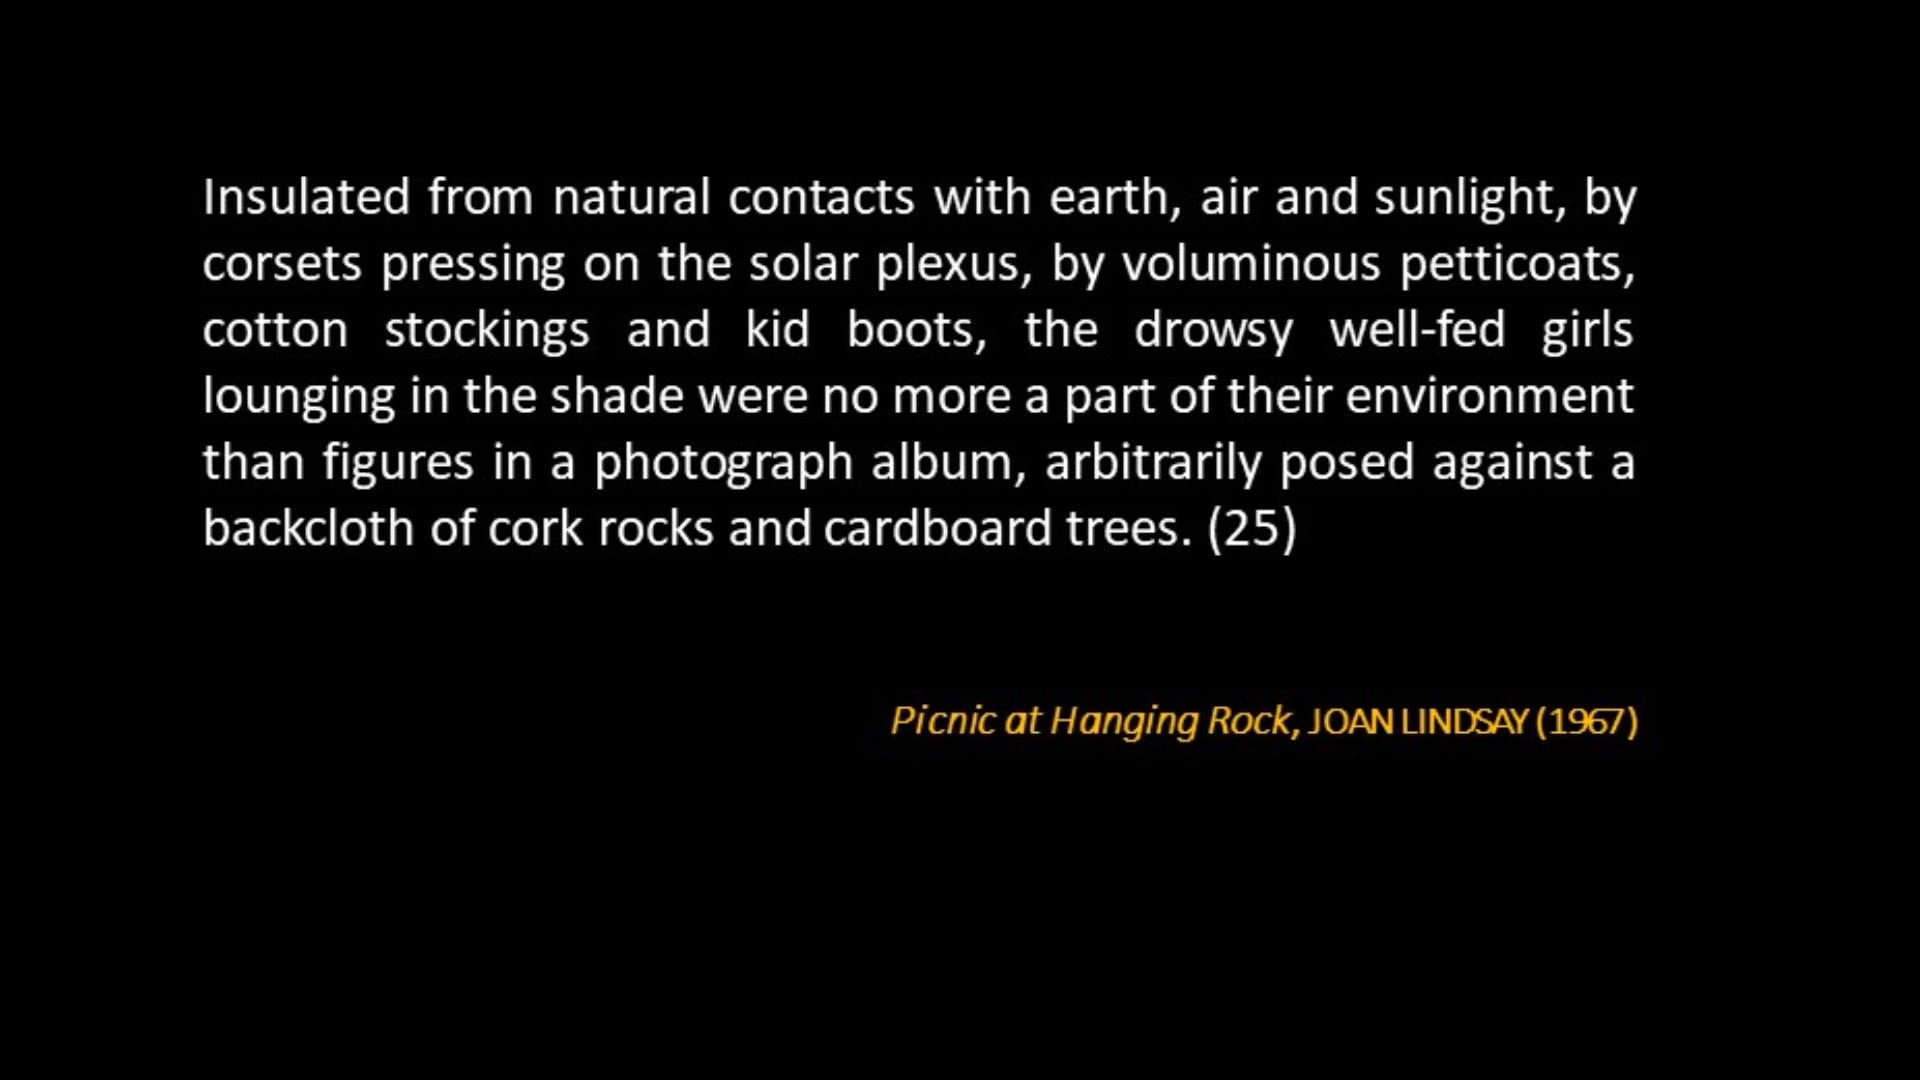 Insulated from natural contacts with earth, air and sunlight, by
corsets pressing on the solar plexus, by voluminous petticoats,
cotton stockings and kid boots, the drowsy well-fed girls
lounging in the shade were no more a part of their environment
than figures in a photograph album, arbitrarily posed against a
backcloth of cork rocks and cardboard trees. (25)
Picnic at Hanging Rock, JOAN LINDSAY (1967)